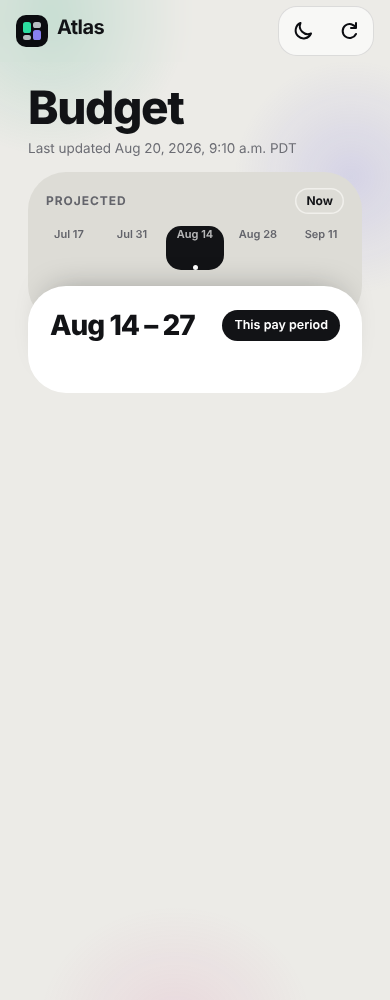 Atlas
Budget
Last updated Aug 20, 2026, 9:10 a.m. PDT
PROJECTED
Now
Jul 17 Jul 31 Aug 14 Aug 28 Sep 11
Aug 14 – 27
This pay period